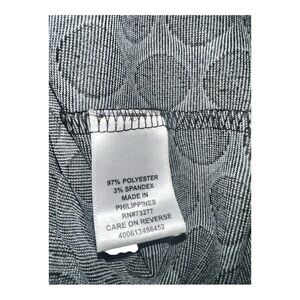 97% POLYESTER
3% SPANDEX
MADE IN
PHILIPPINES
RN#73277
CARE ON REVERSE
400613456452